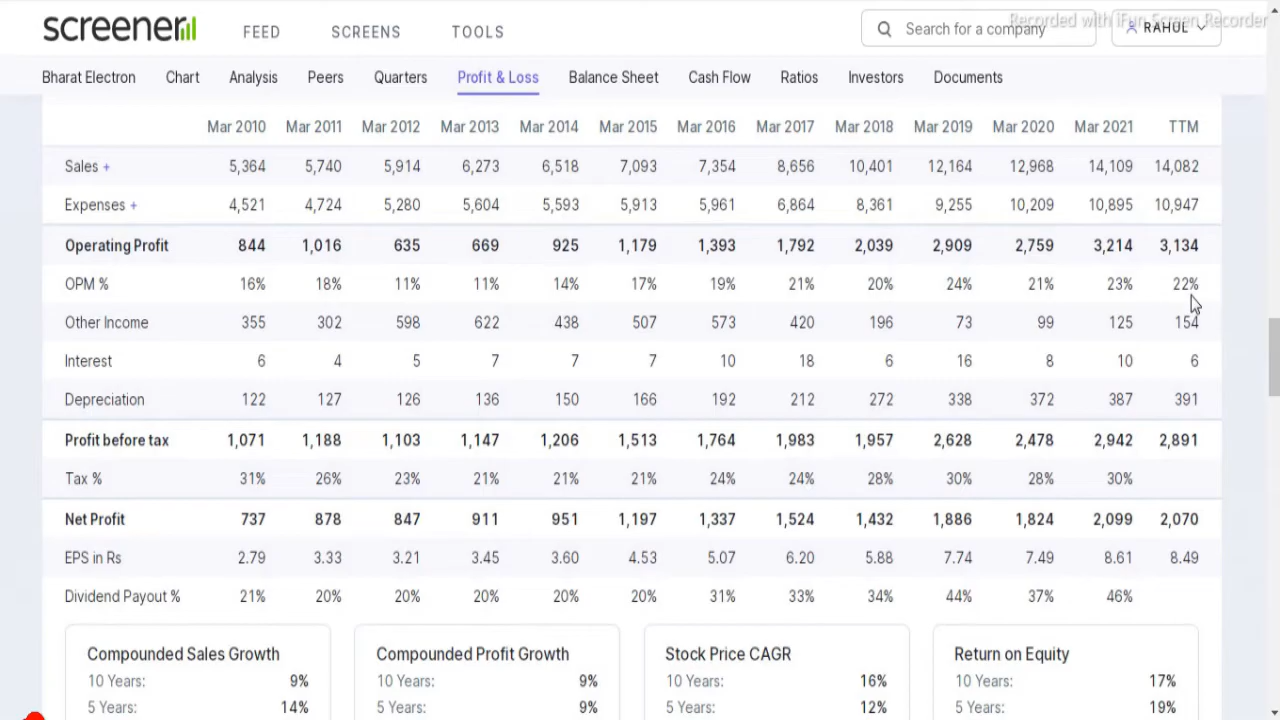 screener FEED SCREENS TOOLS Search for a company RAHUL
Recorded with iFun Screen Recorder
Bharat Electron Chart Analysis Peers Quarters Profit & Loss Balance Sheet Cash Flow Ratios Investors Documents
Mar 2010 Mar 2011 Mar 2012 Mar 2013 Mar 2014 Mar 2015 Mar 2016 Mar 2017 Mar 2018 Mar 2019 Mar 2020 Mar 2021 TTM
Sales + 5,364 5,740 5,914 6,273 6,518 7,093 7,354 8,656 10,401 12,164 12,968 14,109 14,082
Expenses + 4,521 4,724 5,280 5,604 5,593 5,913 5,961 6,864 8,361 9,255 10,209 10,895 10,947
Operating Profit 844 1,016 635 669 925 1,179 1,393 1,792 2,039 2,909 2,759 3,214 3,134
OPM % 16% 18% 11% 11% 14% 17% 19% 21% 20% 24% 21% 23% 22%
Other Income 355 302 598 622 438 507 573 420 196 73 99 125 154
Interest 6 4 5 7 7 7 10 18 6 16 8 10 6
Depreciation 122 127 126 136 150 166 192 212 272 338 372 387 391
Profit before tax 1,071 1,188 1,103 1,147 1,206 1,513 1,764 1,983 1,957 2,628 2,478 2,942 2,891
Tax % 31% 26% 23% 21% 21% 21% 24% 24% 28% 30% 28% 30%
Net Profit 737 878 847 911 951 1,197 1,337 1,524 1,432 1,886 1,824 2,099 2,070
EPS in Rs 2.79 3.33 3.21 3.45 3.60 4.53 5.07 6.20 5.88 7.74 7.49 8.61 8.49
Dividend Payout % 21% 20% 20% 20% 20% 20% 31% 33% 34% 44% 37% 46%
Compounded Sales Growth Compounded Profit Growth Stock Price CAGR Return on Equity
10 Years: 9% 10 Years: 9% 10 Years: 16% 10 Years: 17%
5 Years: 14% 5 Years: 9% 5 Years: 12% 5 Years: 19%